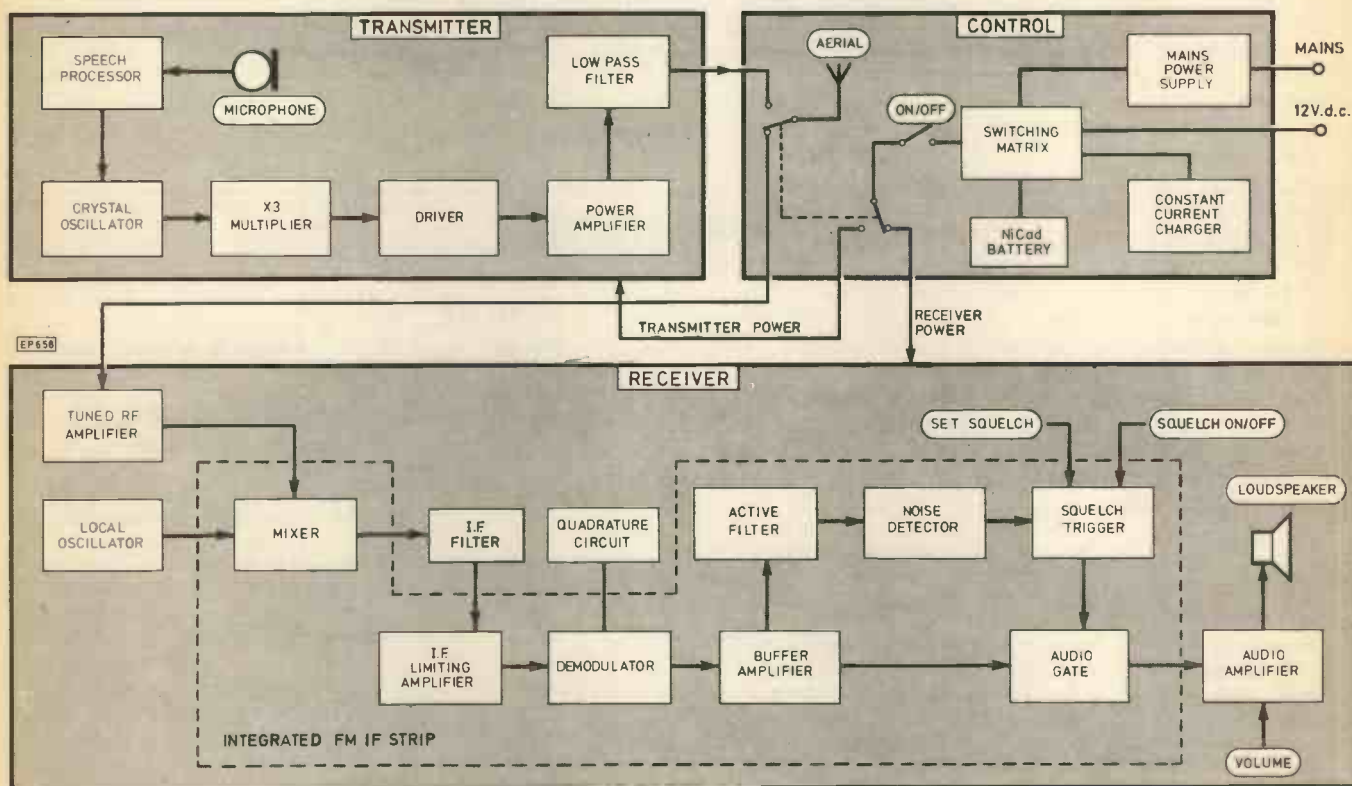 TRANSMITTER
SPEECH
PROCESSOR
MICROPHONE
LOW PASS
FILTER
CRYSTAL
OSCILLATOR
X3
MULTIPLIER
DRIVER
POWER
AMPLIFIER
CONTROL
AERIAL
ON/OFF
SWITCHING
MATRIX
MAINS
POWER
SUPPLY
MAINS
12V.d.c.
NiCad
BATTERY
CONSTANT
CURRENT
CHARGER
TRANSMITTER POWER
RECEIVER
POWER
EP658
RECEIVER
TUNED RF
AMPLIFIER
LOCAL
OSCILLATOR
MIXER
I.F.
FILTER
QUADRATURE
CIRCUIT
I.F.
LIMITING
AMPLIFIER
DEMODULATOR
ACTIVE
FILTER
NOISE
DETECTOR
SET SQUELCH
SQUELCH ON/OFF
SQUELCH
TRIGGER
BUFFER
AMPLIFIER
AUDIO
GATE
LOUDSPEAKER
AUDIO
AMPLIFIER
VOLUME
INTEGRATED FM IF STRIP